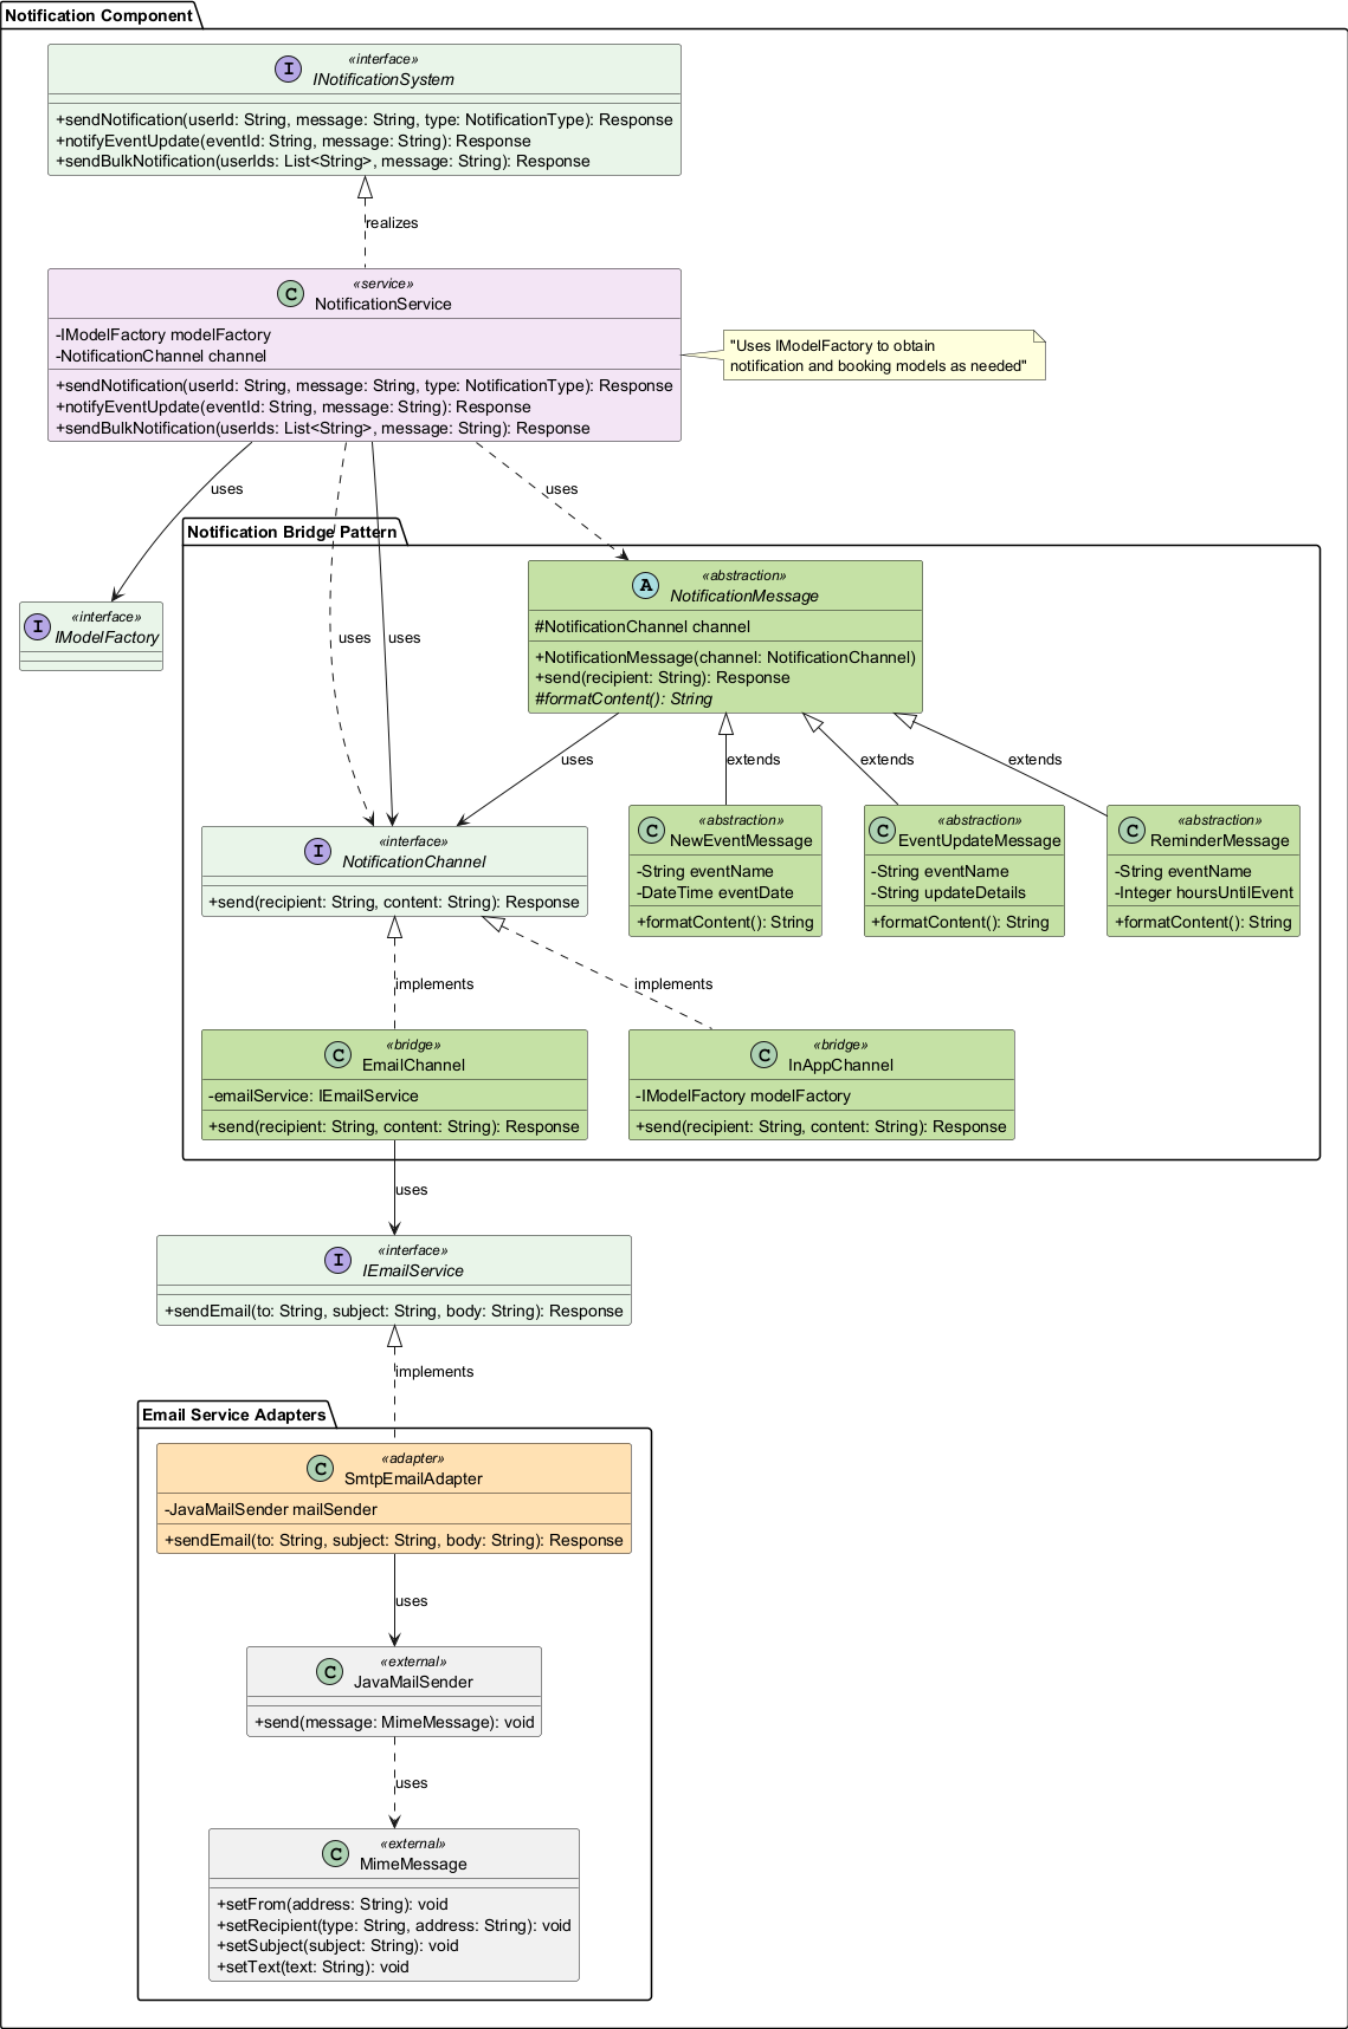 Notification Component
«interface»
I
INotificationSystem
+sendNotification(userId: String, message: String, type: NotificationType): Response
+notifyEventUpdate(eventId: String, message: String): Response
+sendBulkNotification(userIds: List<String>, message: String): Response
realizes
«service»
C
NotificationService
-IModelFactory modelFactory
-NotificationChannel channel
+sendNotification(userId: String, message: String, type: NotificationType): Response
+notifyEventUpdate(eventId: String, message: String): Response
+sendBulkNotification(userIds: List<String>, message: String): Response
"Uses IModelFactory to obtain
notification and booking models as needed"
uses
uses
Notification Bridge Pattern
«abstraction»
A
NotificationMessage
#NotificationChannel channel
+NotificationMessage(channel: NotificationChannel)
+send(recipient: String): Response
#formatContent(): String
«interface»
I
IModelFactory
uses
uses
uses
extends
extends
extends
«interface»
I
NotificationChannel
+send(recipient: String, content: String): Response
«abstraction»
C
NewEventMessage
-String eventName
-DateTime eventDate
+formatContent(): String
«abstraction»
C
EventUpdateMessage
-String eventName
-String updateDetails
+formatContent(): String
«abstraction»
C
ReminderMessage
-String eventName
-Integer hoursUntilEvent
+formatContent(): String
implements
implements
«bridge»
C
EmailChannel
-emailService: IEmailService
+send(recipient: String, content: String): Response
«bridge»
C
InAppChannel
-IModelFactory modelFactory
+send(recipient: String, content: String): Response
uses
«interface»
I
IEmailService
+sendEmail(to: String, subject: String, body: String): Response
implements
Email Service Adapters
«adapter»
C
SmtpEmailAdapter
-JavaMailSender mailSender
+sendEmail(to: String, subject: String, body: String): Response
uses
«external»
C
JavaMailSender
+send(message: MimeMessage): void
uses
«external»
C
MimeMessage
+setFrom(address: String): void
+setRecipient(type: String, address: String): void
+setSubject(subject: String): void
+setText(text: String): void